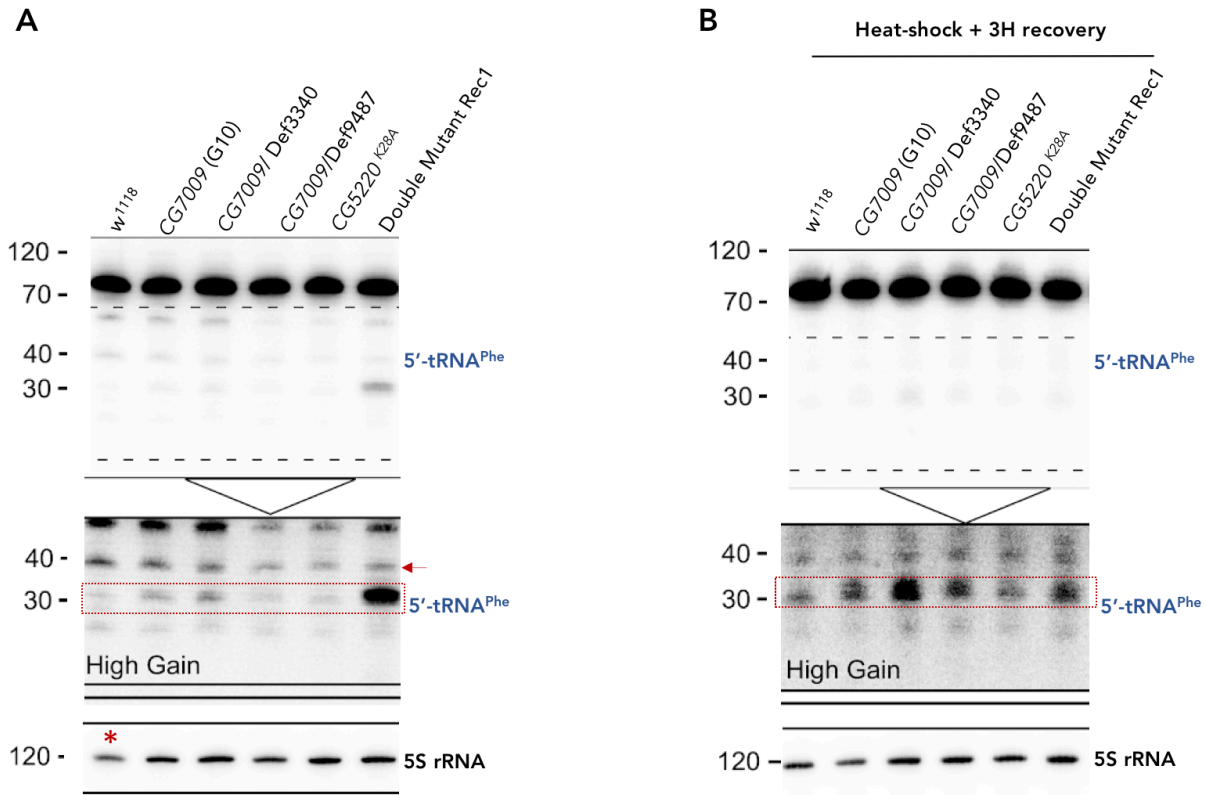 A
w1118
CG7009 (G10)
CG7009/ Def3340
CG7009/Def9487
CG5220 K28A
Double Mutant Rec1
120 -
70 -
40 -
30 -
5′-tRNAPhe
40 -
30 -
5′-tRNAPhe
High Gain
*
120 -
5S rRNA
B
Heat-shock + 3H recovery
w1118
CG7009 (G10)
CG7009/ Def3340
CG7009/Def9487
CG5220 K28A
Double Mutant Rec1
120 -
70 -
40 -
30 -
5′-tRNAPhe
40 -
30 -
5′-tRNAPhe
High Gain
120 -
5S rRNA